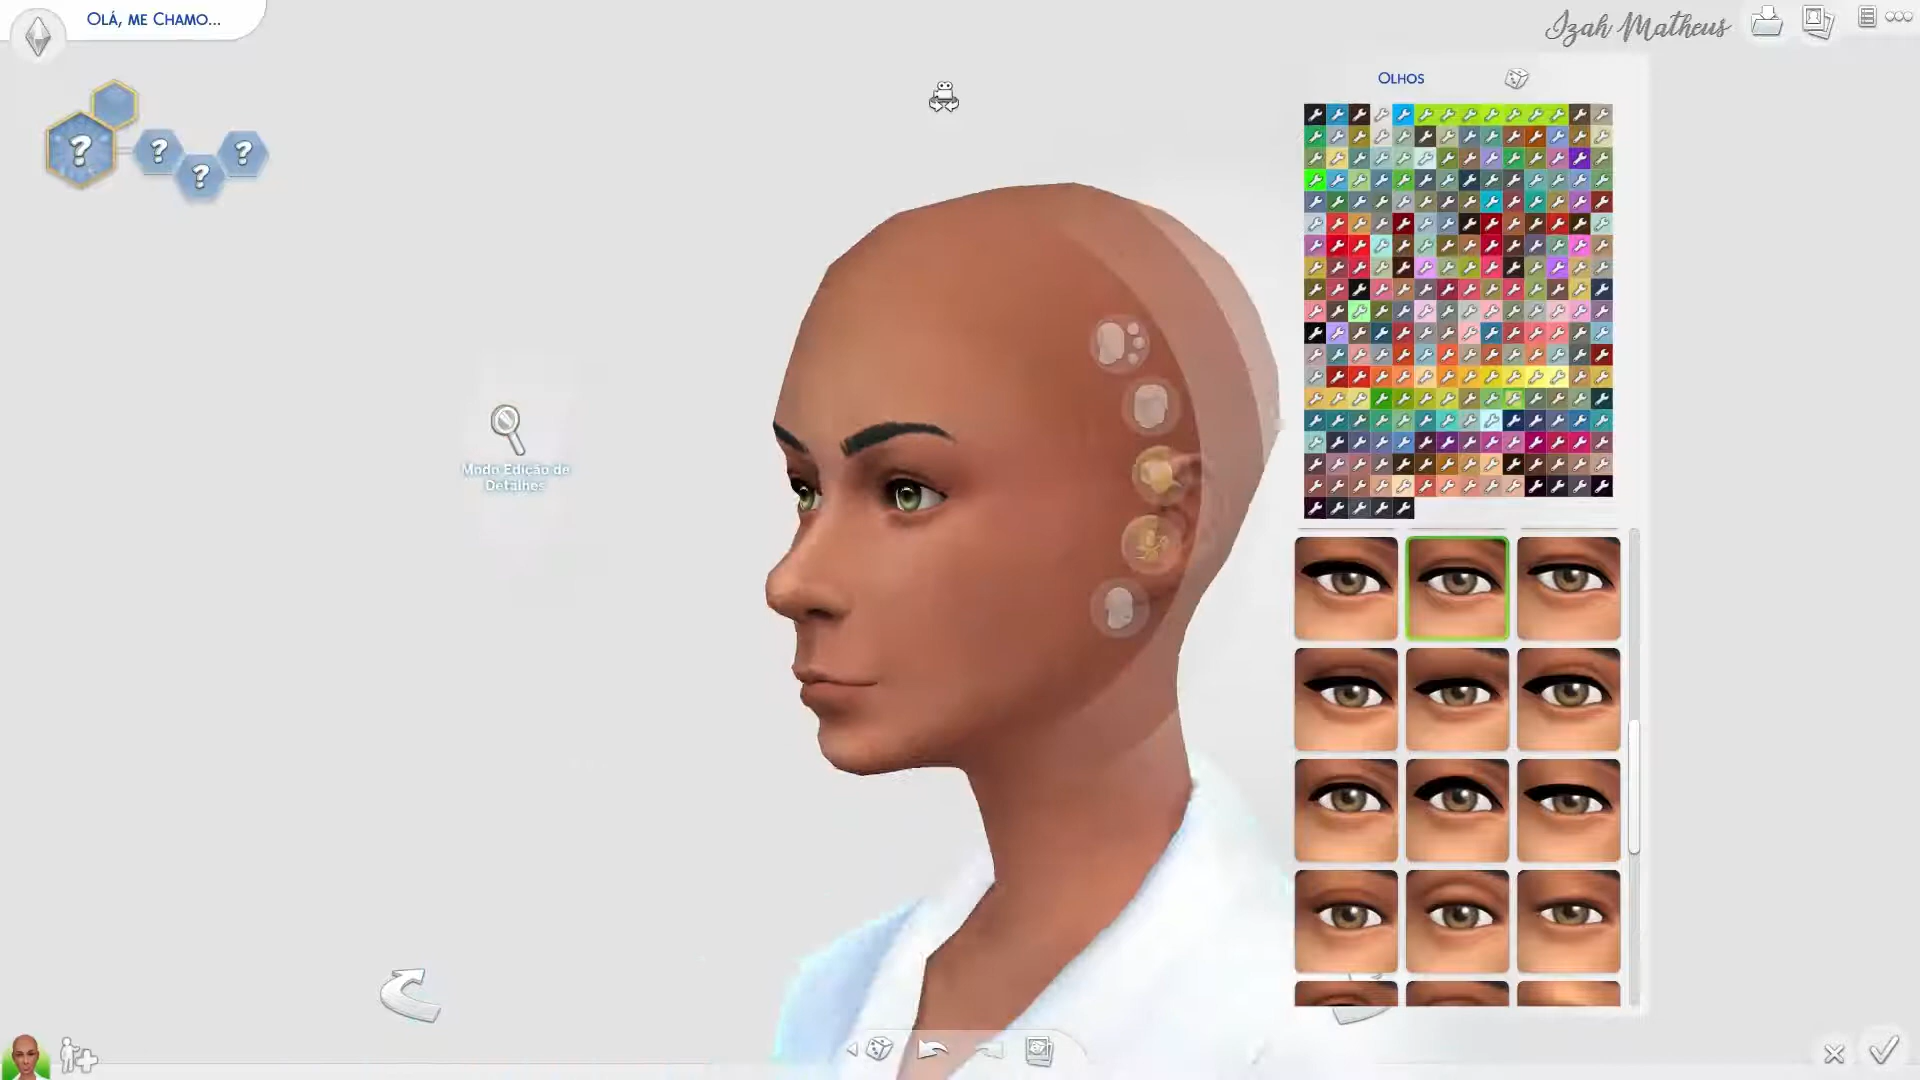 Olá, me Chamo...
Izah Matheus
Olhos
Modo Edição de
Detalhes
?
?
?
?